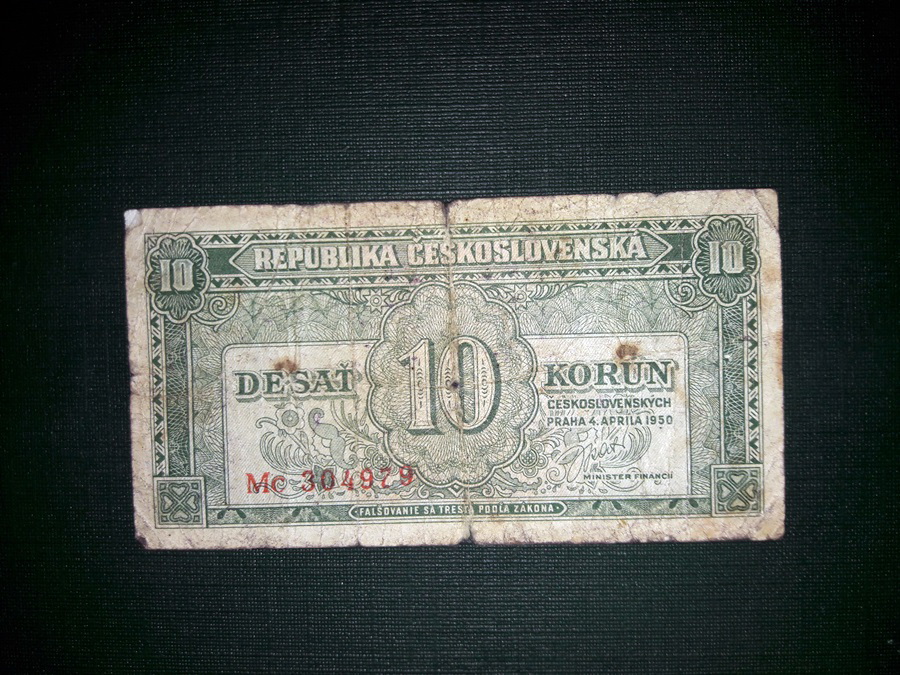 REPUBLIKA ČESKOSLOVENSKÁ
10
10
DESAŤ
10
KORÚN
ČESKOSLOVENSKÝCH
PRAHA 4. APRÍLA 1950
MINISTER FINANCIÍ
Mc 304979
FALŠOVANIE SA TRESTÁ PODĽA ZÁKONA